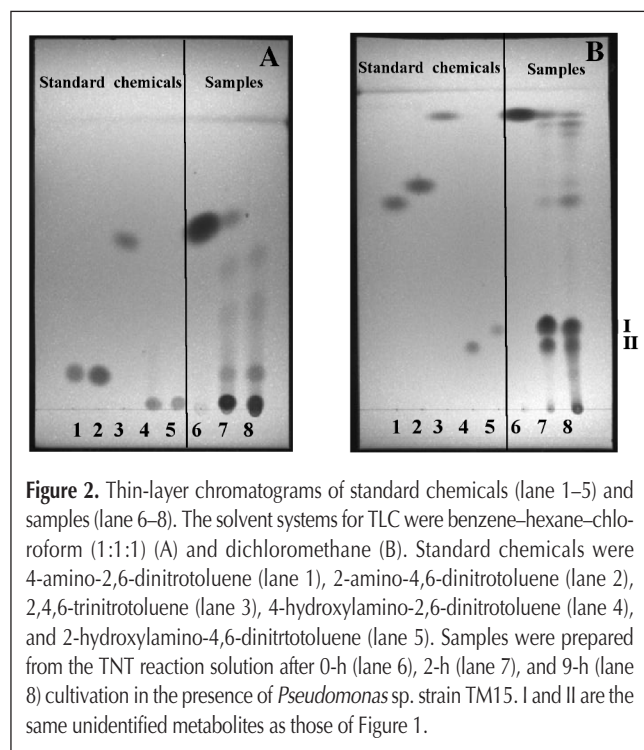 A
Standard chemicals Samples
1 2 3 4 5 6 7 8
B
Standard chemicals Samples
I
II
1 2 3 4 5 6 7 8
Figure 2. Thin-layer chromatograms of standard chemicals (lane 1–5) and
samples (lane 6–8). The solvent systems for TLC were benzene–hexane–chlo-
roform (1:1:1) (A) and dichloromethane (B). Standard chemicals were
4-amino-2,6-dinitrotoluene (lane 1), 2-amino-4,6-dinitrotoluene (lane 2),
2,4,6-trinitrotoluene (lane 3), 4-hydroxylamino-2,6-dinitrotoluene (lane 4),
and 2-hydroxylamino-4,6-dinitrtotoluene (lane 5). Samples were prepared
from the TNT reaction solution after 0-h (lane 6), 2-h (lane 7), and 9-h (lane
8) cultivation in the presence of Pseudomonas sp. strain TM15. I and II are the
same unidentified metabolites as those of Figure 1.